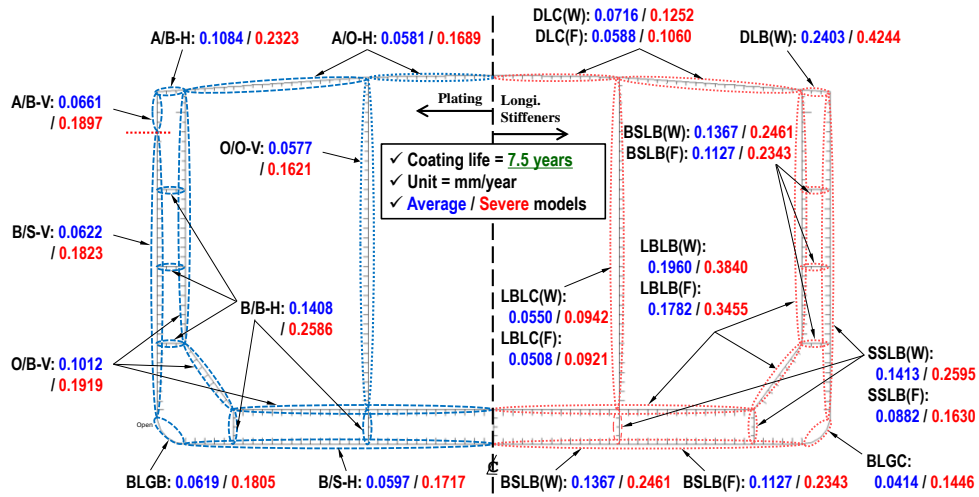 A/B-H: 0.1084 / 0.2323
A/O-H: 0.0581 / 0.1689
DLC(W): 0.0716 / 0.1252
DLC(F): 0.0588 / 0.1060
DLB(W): 0.2403 / 0.4244
A/B-V: 0.0661
/ 0.1897
Plating
Longi.
Stiffeners
O/O-V: 0.0577
/ 0.1621
✓ Coating life = 7.5 years
✓ Unit = mm/year
✓ Average / Severe models
BSLB(W): 0.1367 / 0.2461
BSLB(F): 0.1127 / 0.2343
B/S-V: 0.0622
/ 0.1823
B/B-H: 0.1408
/ 0.2586
LBLC(W):
0.0550 / 0.0942
LBLC(F):
0.0508 / 0.0921
LBLB(W):
0.1960 / 0.3840
LBLB(F):
0.1782 / 0.3455
O/B-V: 0.1012
/ 0.1919
SSLB(W):
0.1413 / 0.2595
SSLB(F):
0.0882 / 0.1630
Open
BLGB: 0.0619 / 0.1805
B/S-H: 0.0597 / 0.1717
℄
BSLB(W): 0.1367 / 0.2461
BSLB(F): 0.1127 / 0.2343
BLGC:
0.0414 / 0.1446